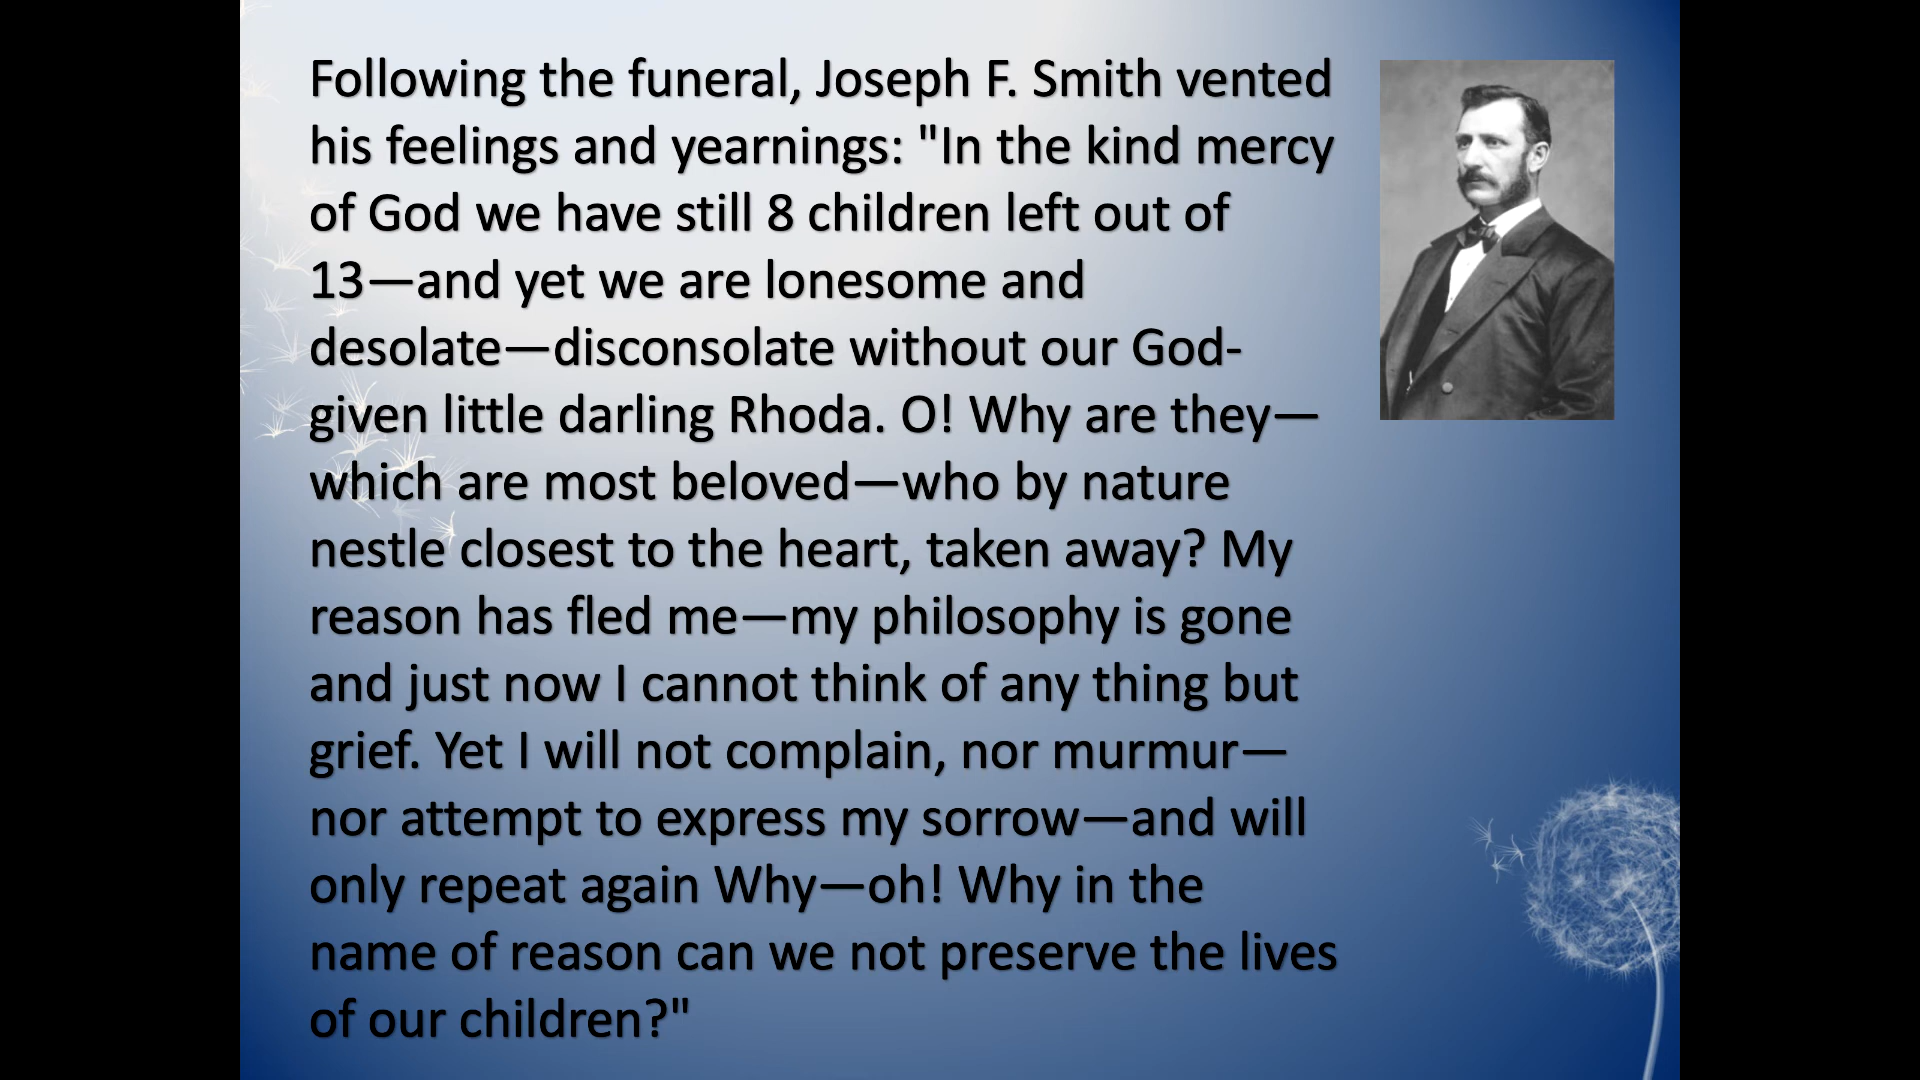 Following the funeral, Joseph F. Smith vented
his feelings and yearnings: "In the kind mercy
of God we have still 8 children left out of
13—and yet we are lonesome and
desolate—disconsolate without our God-
given little darling Rhoda. O! Why are they—
which are most beloved—who by nature
nestle closest to the heart, taken away? My
reason has fled me—my philosophy is gone
and just now I cannot think of any thing but
grief. Yet I will not complain, nor murmur—
nor attempt to express my sorrow—and will
only repeat again Why—oh! Why in the
name of reason can we not preserve the lives
of our children?"